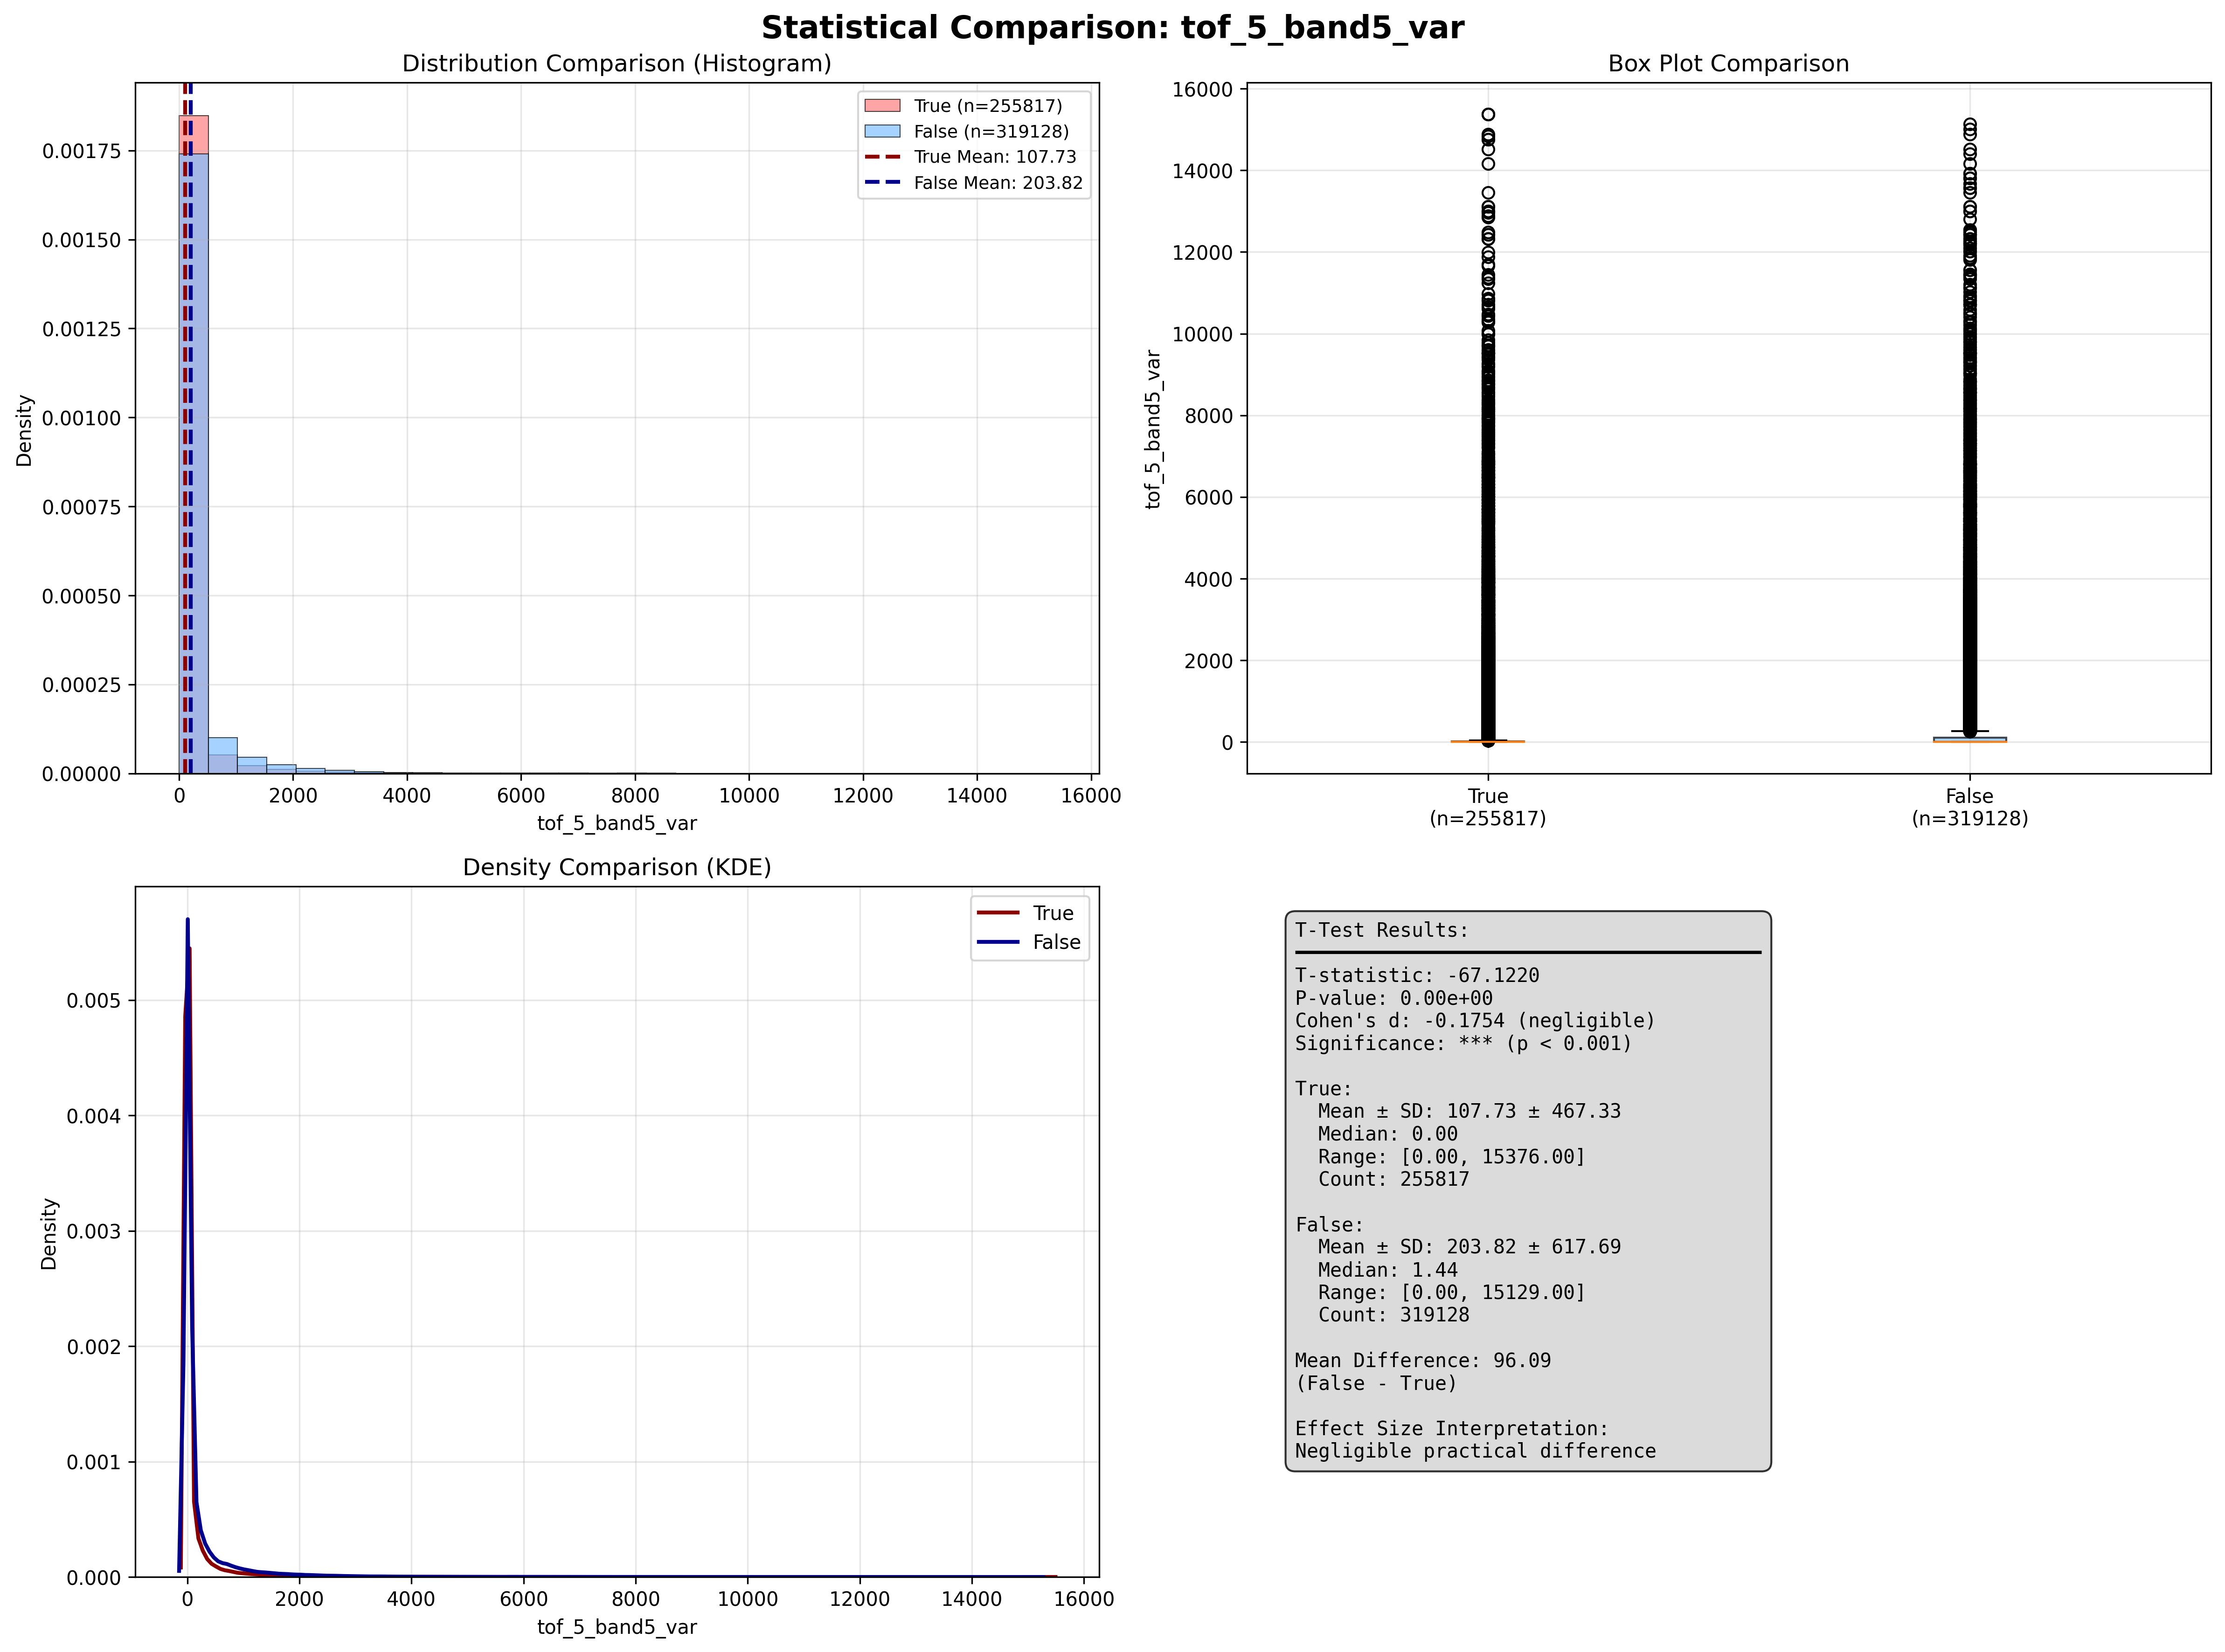 Statistical Comparison: tof_5_band5_var
Distribution Comparison (Histogram)
True (n=255817)
False (n=319128)
True Mean: 107.73
False Mean: 203.82
Density
0.00175
0.00150
0.00125
0.00100
0.00075
0.00050
0.00025
0.00000
0 2000 4000 6000 8000 10000 12000 14000 16000
tof_5_band5_var
Box Plot Comparison
tof_5_band5_var
16000
14000
12000
10000
8000
6000
4000
2000
0
True False
(n=255817) (n=319128)
Density Comparison (KDE)
True
False
Density
0.005
0.004
0.003
0.002
0.001
0.000
0 2000 4000 6000 8000 10000 12000 14000 16000
tof_5_band5_var
T-Test Results:
T-statistic: -67.1220
P-value: 0.00e+00
Cohen's d: -0.1754 (negligible)
Significance: *** (p < 0.001)
True:
Mean ± SD: 107.73 ± 467.33
Median: 0.00
Range: [0.00, 15376.00]
Count: 255817
False:
Mean ± SD: 203.82 ± 617.69
Median: 1.44
Range: [0.00, 15129.00]
Count: 319128
Mean Difference: 96.09
(False - True)
Effect Size Interpretation:
Negligible practical difference